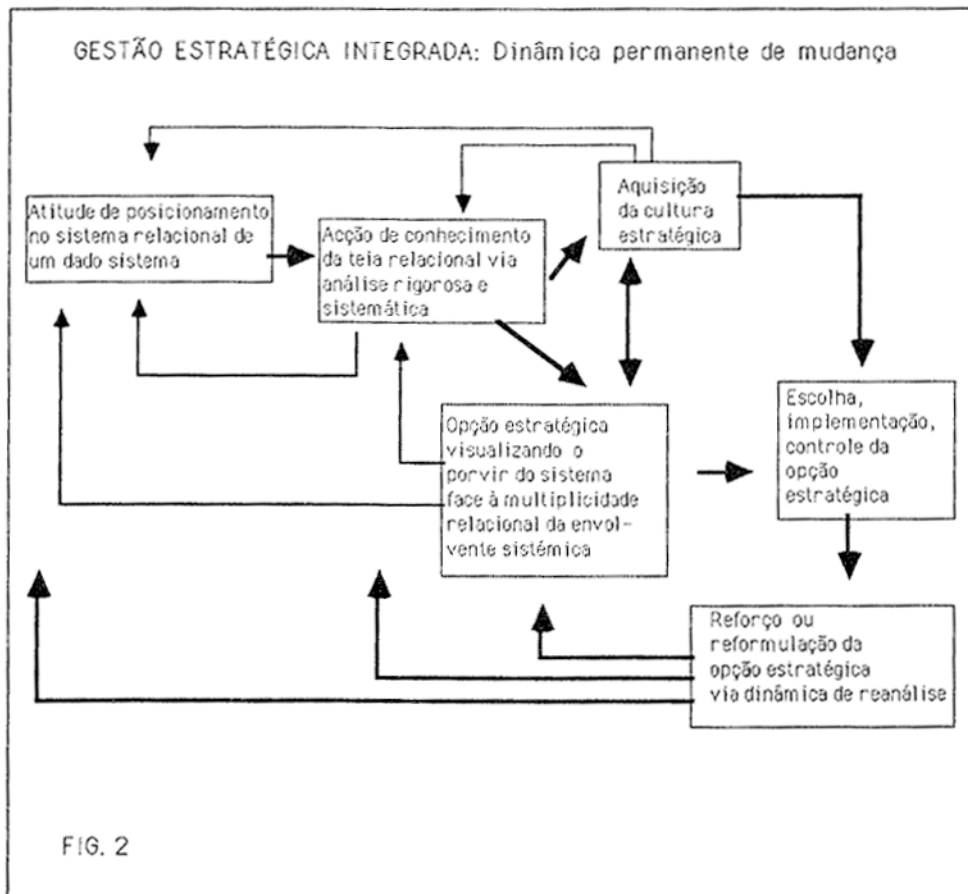 GESTÃO ESTRATÉGICA INTEGRADA: Dinâmica permanente de mudança
Atitude de posicionamento
no sistema relacional de
um dado sistema
Acção de conhecimento
da teia relacional via
análise rigorosa e
sistemática
Aquisição
da cultura
estratégica
Opção estratégica
visualizando o
porvir do sistema
face à multiplicidade
relacional da envol-
vente sistémica
Escolha,
implementação,
controle da
opção
estratégica
Reforço ou
reformulação da
opção estratégica
via dinâmica de reanálise
FIG. 2